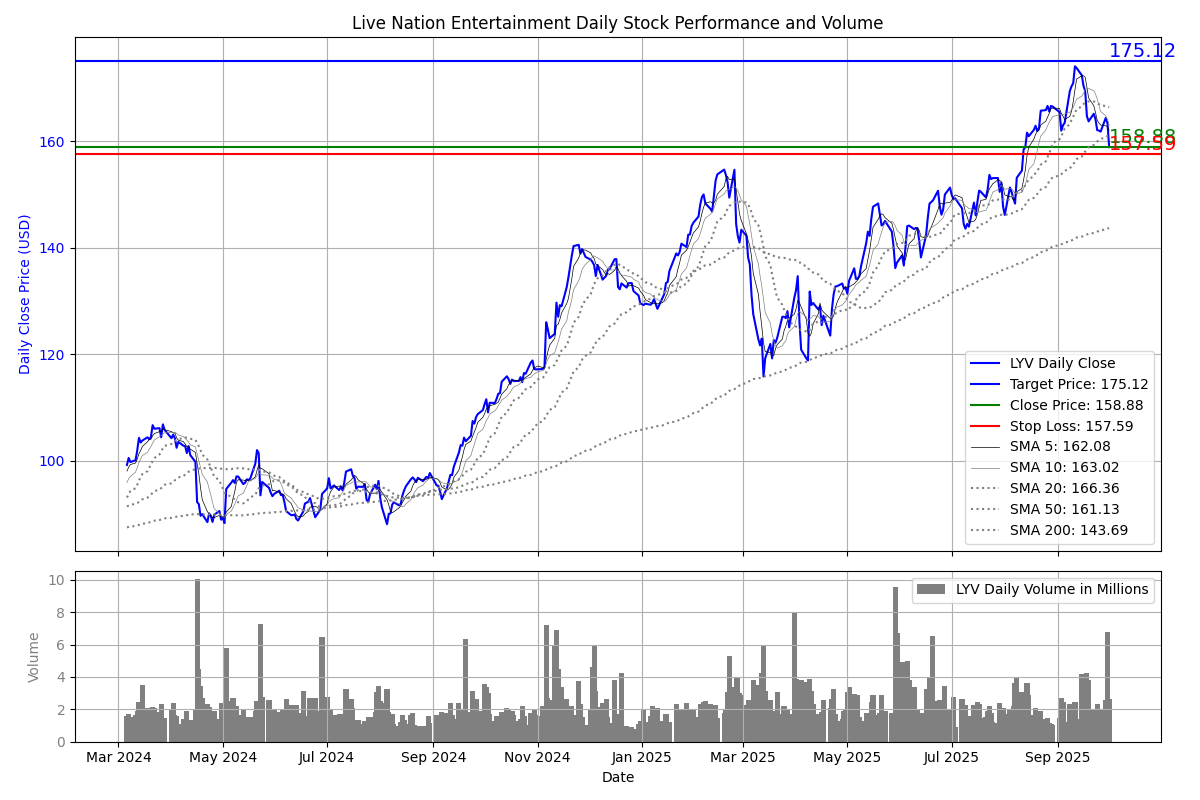 Live Nation Entertainment Daily Stock Performance and Volume
175.12
158.88
157.59
160
140
120
100
Daily Close Price (USD)
LYV Daily Close
Target Price: 175.12
Close Price: 158.88
Stop Loss: 157.59
SMA 5: 162.08
SMA 10: 163.02
SMA 20: 166.36
SMA 50: 161.13
SMA 200: 143.69
10
8
6
4
2
0
Volume
LYV Daily Volume in Millions
Mar 2024 May 2024 Jul 2024 Sep 2024 Nov 2024 Jan 2025 Mar 2025 May 2025 Jul 2025 Sep 2025
Date